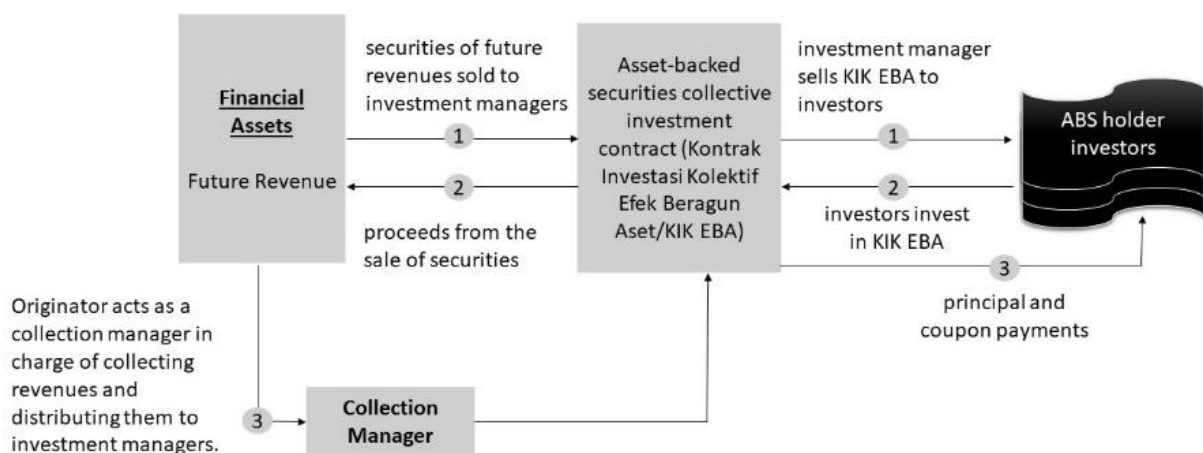 Financial
Assets
Future Revenue
securities of future
revenues sold to
investment managers
1
2
proceeds from the
sale of securities
Asset-backed
securities collective
investment
contract (Kontrak
Investasi Kolektif
Efek Beragun
Aset/KIK EBA)
investment manager
sells KIK EBA to
investors
1
2
investors invest
in KIK EBA
ABS holder
investors
3
principal and
coupon payments
Originator acts as a
collection manager in
charge of collecting
revenues and
distributing them to
investment managers.
3
Collection
Manager